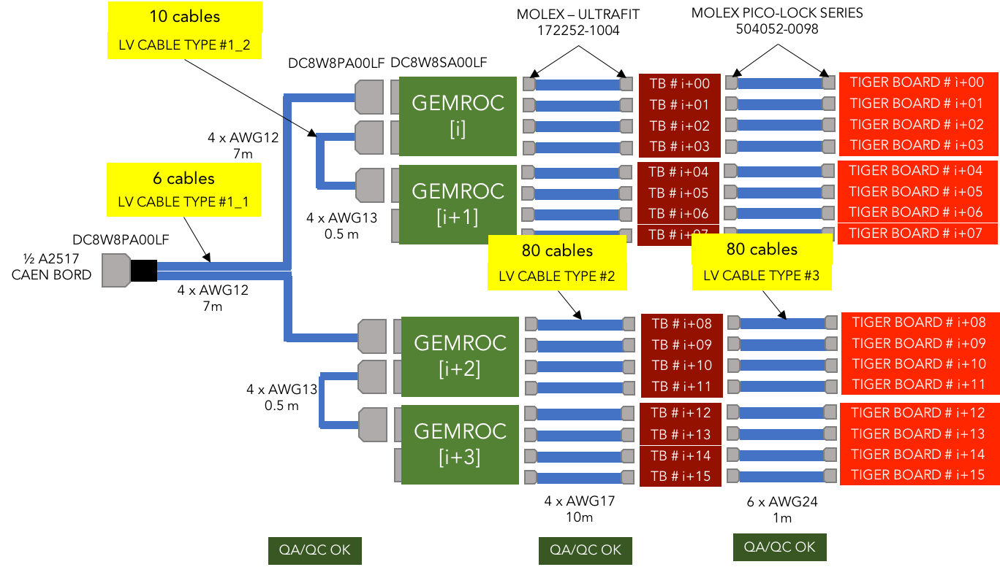 10 cables
LV CABLE TYPE #1_2
MOLEX – ULTRAFIT
172252-1004
MOLEX PICO-LOCK SERIES
504052-0098
DC8W8PA00LF
DC8W8SA00LF
GEMROC
[i]
TB # i+00
TB # i+01
TB # i+02
TB # i+03
TIGER BOARD # i+00
TIGER BOARD # i+01
TIGER BOARD # i+02
TIGER BOARD # i+03
4 x AWG12
7m
6 cables
LV CABLE TYPE #1_1
GEMROC
[i+1]
TB # i+04
TB # i+05
TB # i+06
TB # i+07
TIGER BOARD # i+04
TIGER BOARD # i+05
TIGER BOARD # i+06
TIGER BOARD # i+07
4 x AWG13
0.5 m
DC8W8PA00LF
½ A2517
CAEN BORD
4 x AWG12
7m
80 cables
LV CABLE TYPE #2
80 cables
LV CABLE TYPE #3
GEMROC
[i+2]
TB # i+08
TB # i+09
TB # i+10
TB # i+11
TIGER BOARD # i+08
TIGER BOARD # i+09
TIGER BOARD # i+10
TIGER BOARD # i+11
4 x AWG13
0.5 m
GEMROC
[i+3]
TB # i+12
TB # i+13
TB # i+14
TB # i+15
TIGER BOARD # i+12
TIGER BOARD # i+13
TIGER BOARD # i+14
TIGER BOARD # i+15
4 x AWG17
10m
6 x AWG24
1m
QA/QC OK
QA/QC OK
QA/QC OK